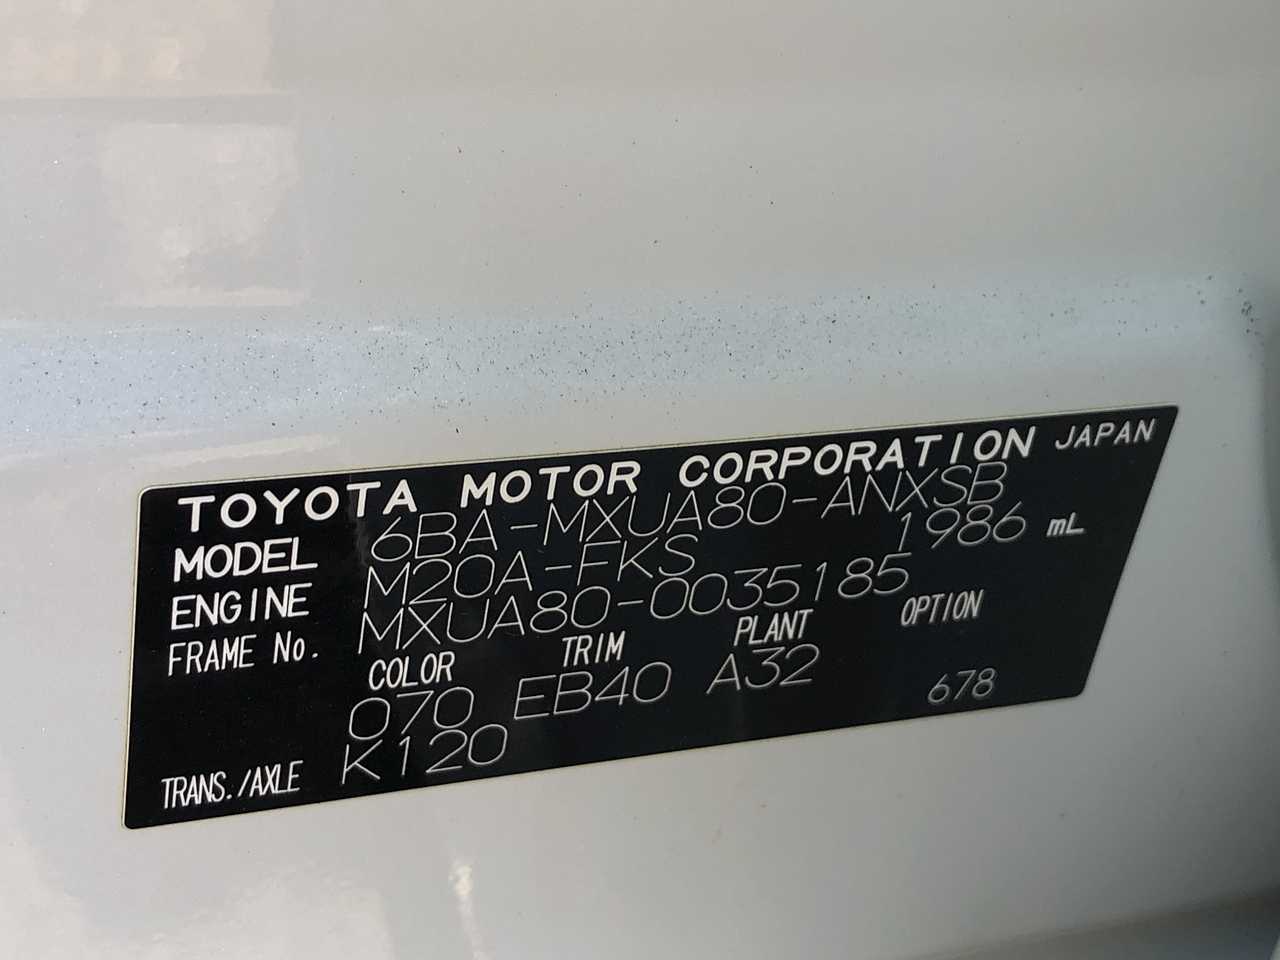 TOYOTA MOTOR CORPORATION JAPAN
MODEL 6BA-MXUA80-ANXSB
ENGINE M20A-FKS 1986 mL
FRAME No. MXUA80-0035185
COLOR TRIM PLANT OPTION
070 EB40 A32 678
TRANS./AXLE K120